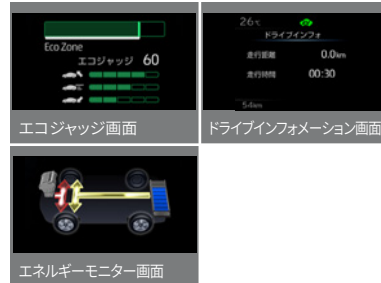 Eco Zone
エコジャッジ 60
エコジャッジ画面
26℃
ドライブインフォ
走行距離 0.0km
走行時間 00:30
54km
ドライブインフォメーション画面
エネルギーモニター画面